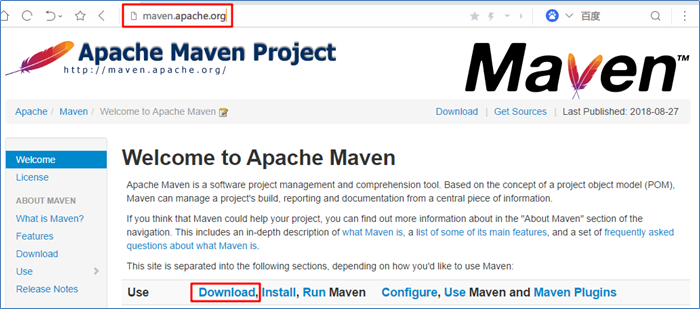 maven.apache.org
百度
Apache Maven Project
http://maven.apache.org/
Maven™
Apache / Maven / Welcome to Apache Maven
Download | Get Sources | Last Published: 2018-08-27
Welcome
License
ABOUT MAVEN
What is Maven?
Features
Download
Use
Release Notes
Welcome to Apache Maven
Apache Maven is a software project management and comprehension tool. Based on the concept of a project object model (POM),
Maven can manage a project's build, reporting and documentation from a central piece of information.
If you think that Maven could help your project, you can find out more information about in the "About Maven" section of the
navigation. This includes an in-depth description of what Maven is, a list of some of its main features, and a set of frequently asked
questions about what Maven is.
This site is separated into the following sections, depending on how you'd like to use Maven:
Use Download, Install, Run Maven Configure, Use Maven and Maven Plugins